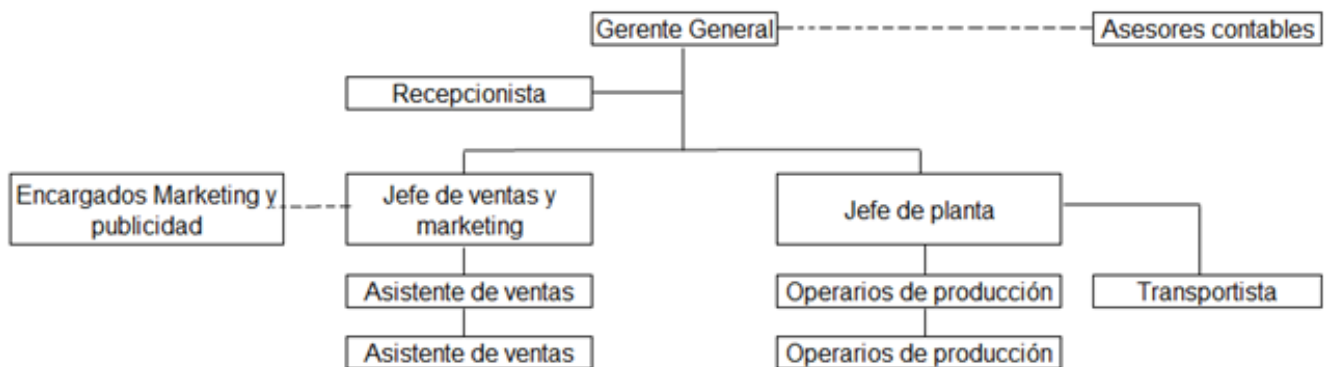 Gerente General
Asesores contables
Recepcionista
Encargados Marketing y
publicidad
Jefe de ventas y
marketing
Jefe de planta
Asistente de ventas
Operarios de producción
Transportista
Asistente de ventas
Operarios de producción